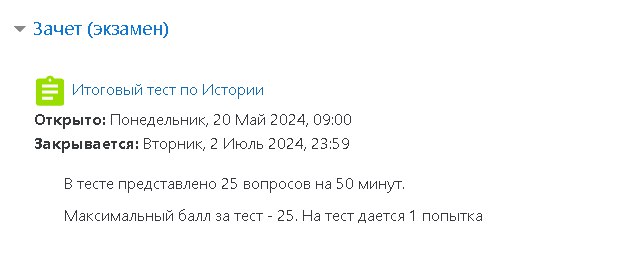 Зачет (экзамен)
Итоговый тест по Истории
Открыто: Понедельник, 20 Май 2024, 09:00
Закрывается: Вторник, 2 Июль 2024, 23:59
В тесте представлено 25 вопросов на 50 минут.
Максимальный балл за тест - 25. На тест дается 1 попытка